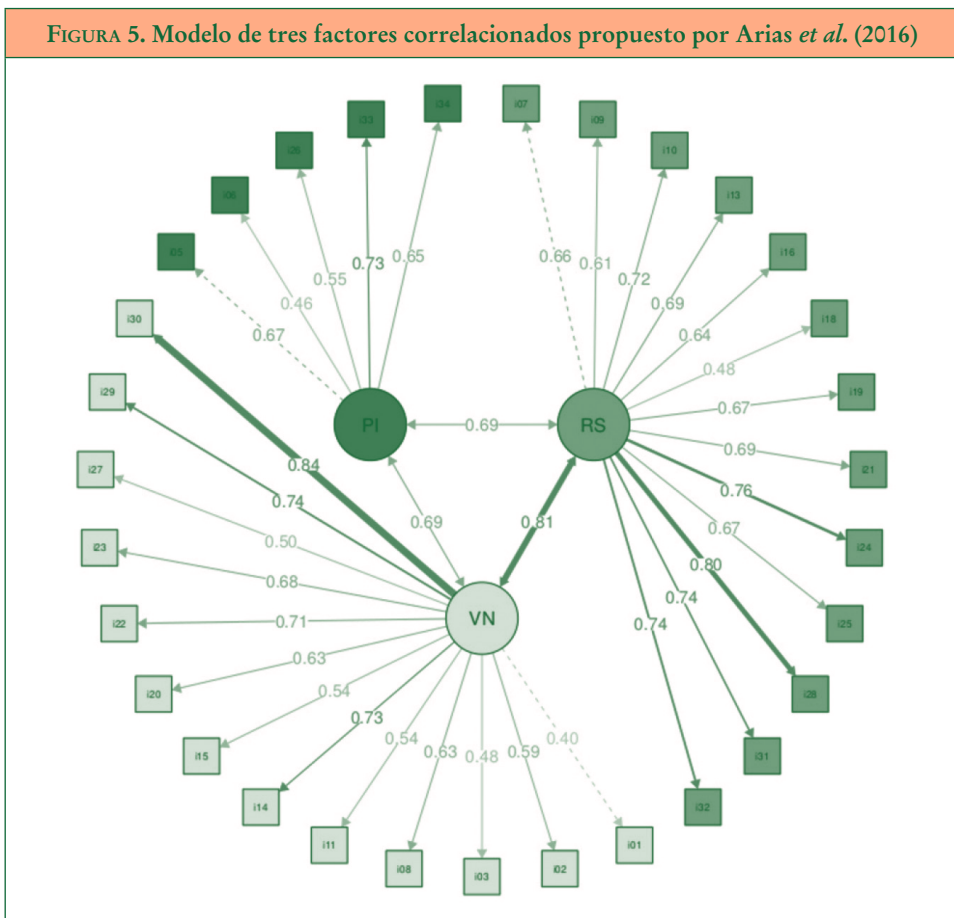 FIGURA 5. Modelo de tres factores correlacionados propuesto por Arias et al. (2016)
i34
i07
i33
i09
i26
i10
i06
i13
i05
i16
i30
i18
i29
i19
i27
i21
i23
i24
i22
i25
i20
i28
i15
i31
i14
i32
i11
i08
i03
i02
i01
PI
RS
VN
0.67
0.46
0.55
0.73
0.65
0.66
0.61
0.72
0.69
0.64
0.48
0.67
0.69
0.76
0.67
0.80
0.74
0.74
0.69
0.69
0.81
0.84
0.74
0.50
0.68
0.71
0.63
0.54
0.73
0.54
0.63
0.48
0.59
0.40